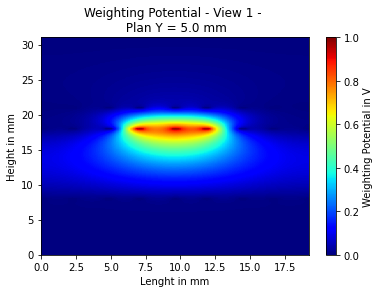 Weighting Potential - View 1 -
Plan Y = 5.0 mm
Height in mm
30
25
20
15
10
5
0
0.0 2.5 5.0 7.5 10.0 12.5 15.0 17.5
Lenght in mm
1.0
0.8
0.6
0.4
0.2
0.0
Weighting Potential in V